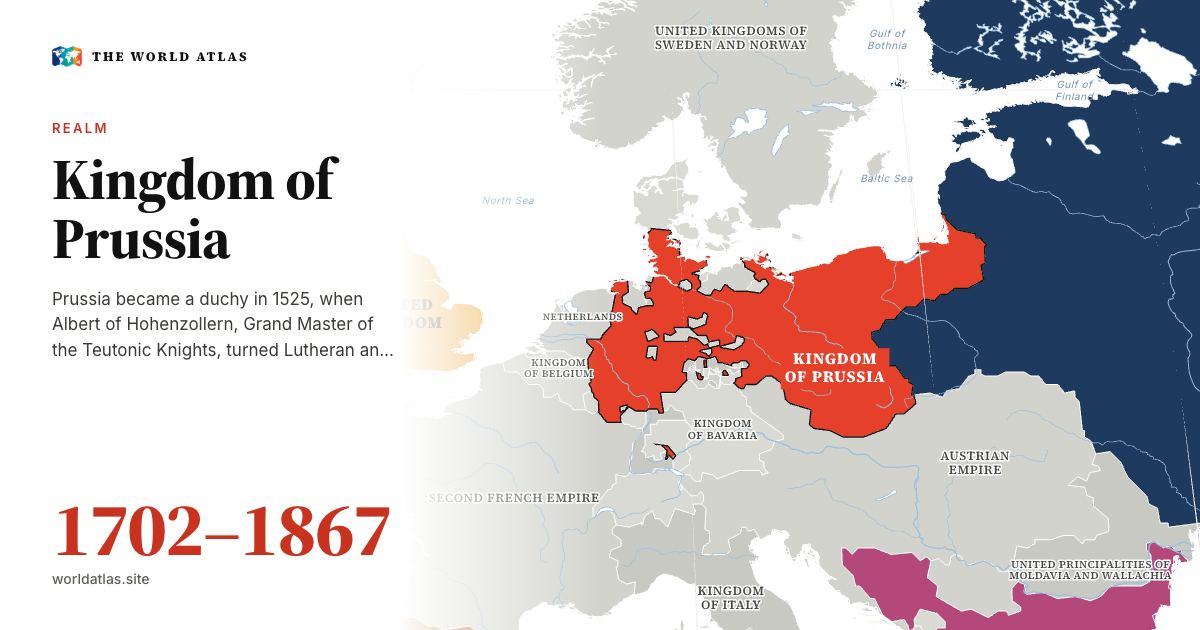 THE WORLD ATLAS
REALM
Kingdom of
Prussia
Prussia became a duchy in 1525, when
Albert of Hohenzollern, Grand Master of
the Teutonic Knights, turned Lutheran an...
1702–1867
worldatlas.site
UNITED KINGDOMS OF
SWEDEN AND NORWAY
Gulf of
Bothnia
Gulf of
Finland
Baltic Sea
North Sea
NETHERLANDS
KINGDOM
OF BELGIUM
KINGDOM
OF PRUSSIA
KINGDOM
OF BAVARIA
AUSTRIAN
EMPIRE
SECOND FRENCH EMPIRE
UNITED PRINCIPALITIES OF
MOLDAVIA AND WALLACHIA
KINGDOM
OF ITALY